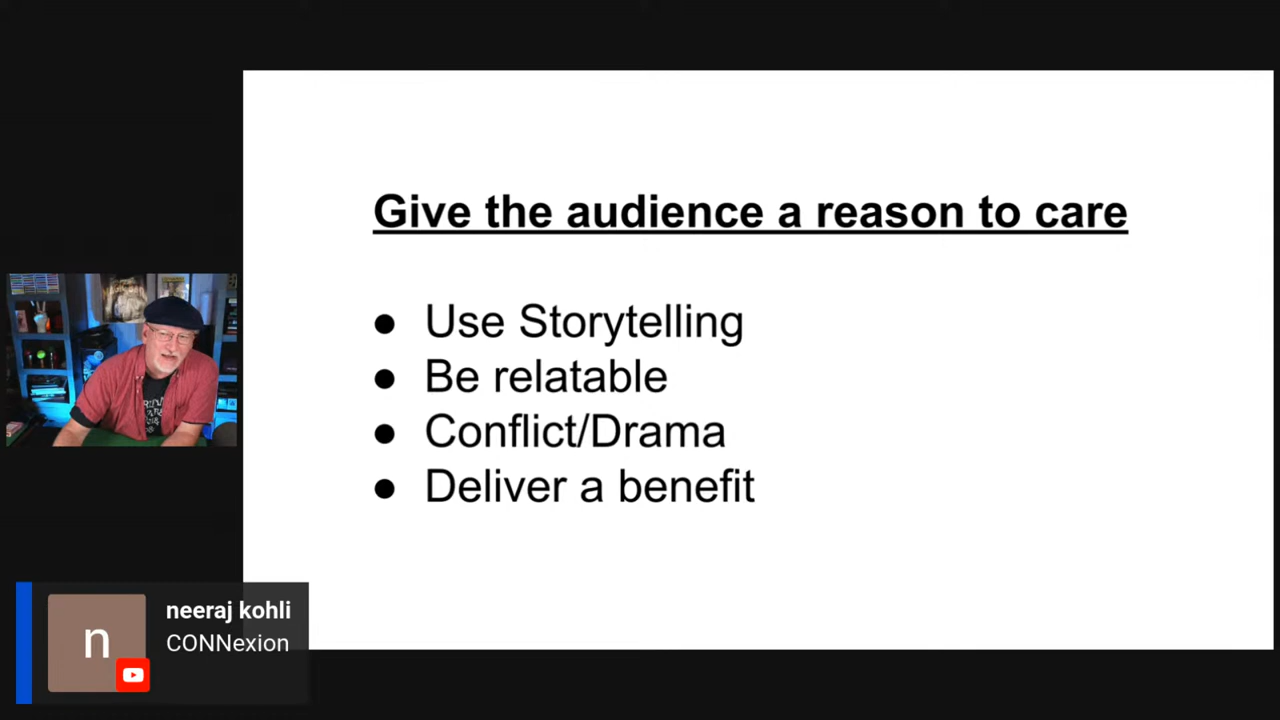 Give the audience a reason to care
● Use Storytelling
● Be relatable
● Conflict/Drama
● Deliver a benefit
n
neeraj kohli
CONNexion